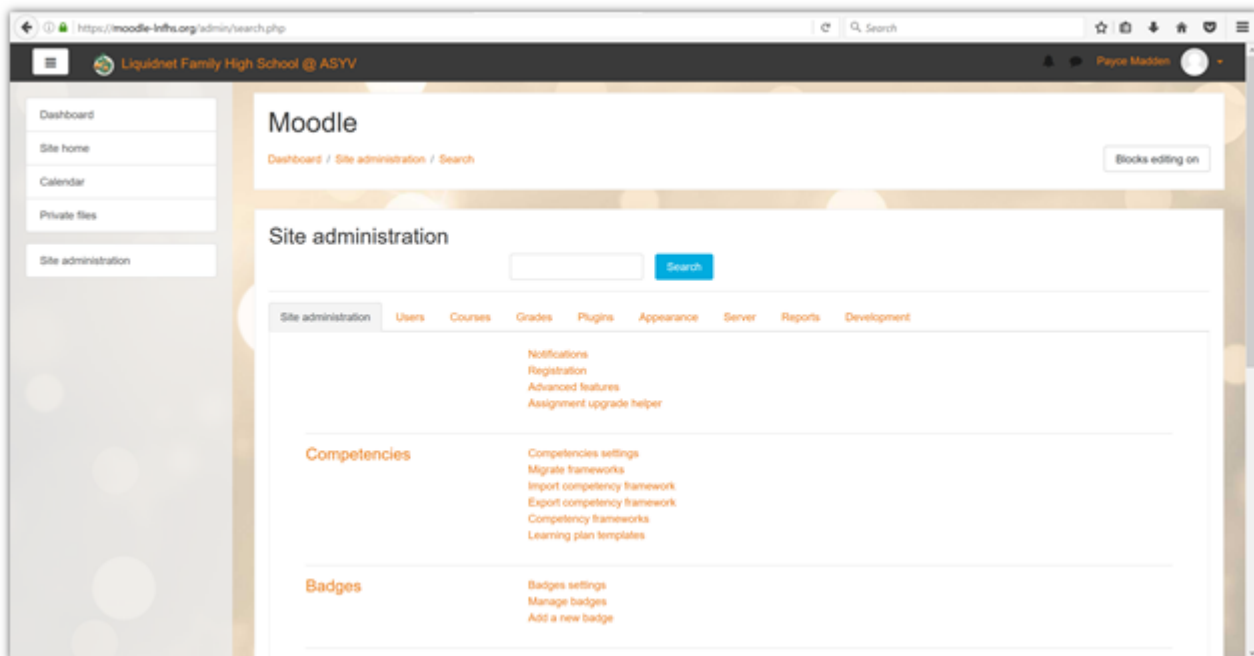 https://moodle-lnfhs.org/admin/search.php
Search
Liquidnet Family High School @ ASYV
Payce Madden
Dashboard
Site home
Calendar
Private files
Site administration
Moodle
Dashboard / Site administration / Search
Blocks editing on
Site administration
Search
Site administration Users Courses Grades Plugins Appearance Server Reports Development
Notifications
Registration
Advanced features
Assignment upgrade helper
Competencies
Competencies settings
Migrate frameworks
Import competency framework
Export competency framework
Competency frameworks
Learning plan templates
Badges
Badges settings
Manage badges
Add a new badge